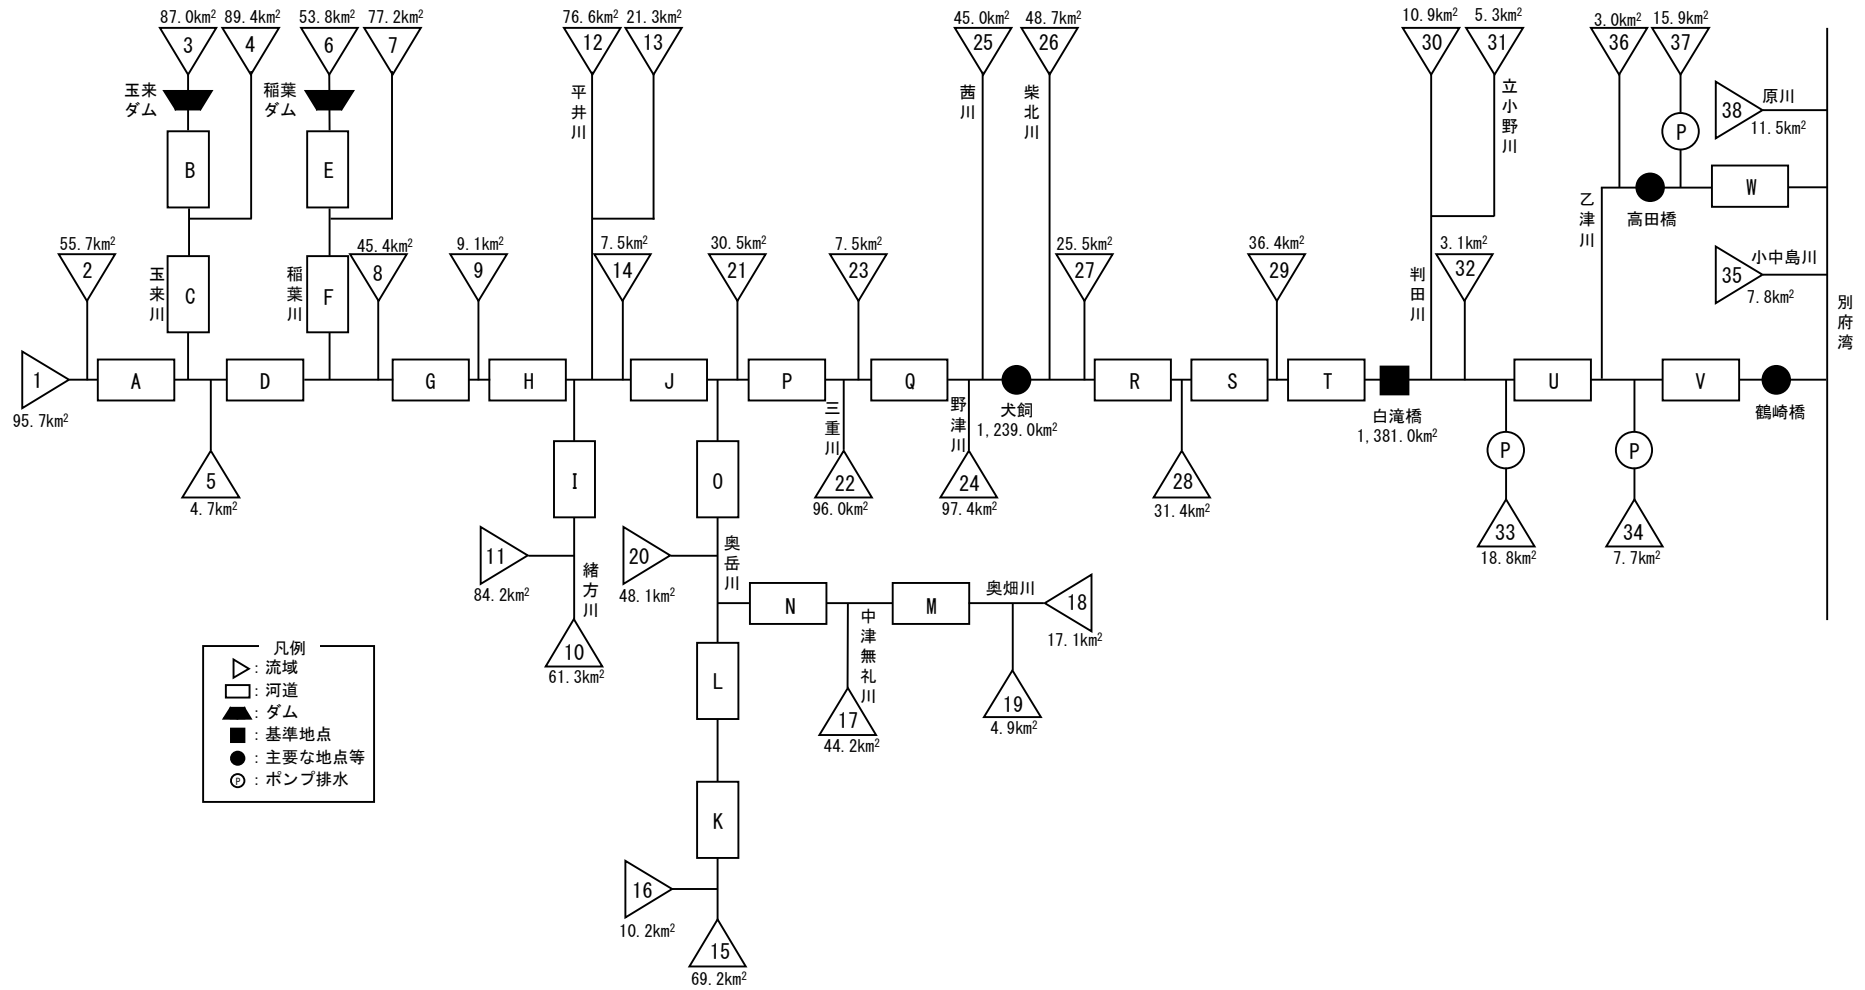 87.0km²
89.4km²
53.8km²
77.2km²
76.6km²
21.3km²
45.0km²
48.7km²
10.9km²
5.3km²
3.0km²
15.9km²
3
4
6
7
12
13
25
26
30
31
36
37
玉来
ダム
稲葉
ダム
平井川
茜川
柴北川
立小野川
38
原川
11.5km²
P
B
E
W
乙津川
高田橋
55.7km²
45.4km²
9.1km²
7.5km²
30.5km²
7.5km²
25.5km²
36.4km²
3.1km²
2
8
9
14
21
23
27
29
32
玉来川
C
稲葉川
F
判田川
35
小中島川
7.8km²
別府湾
1
95.7km²
A
D
G
H
J
P
Q
R
S
T
U
V
三重川
野津川
犬飼
1,239.0km²
白滝橋
1,381.0km²
鶴崎橋
5
4.7km²
I
O
22
96.0km²
24
97.4km²
28
31.4km²
P
P
33
18.8km²
34
7.7km²
11
84.2km²
緒方川
20
48.1km²
奥岳川
N
M
奥畑川
18
17.1km²
中津無礼川
10
61.3km²
L
17
44.2km²
19
4.9km²
K
16
10.2km²
15
69.2km²
凡例
：流域
：河道
：ダム
：基準地点
：主要な地点等
P：ポンプ排水